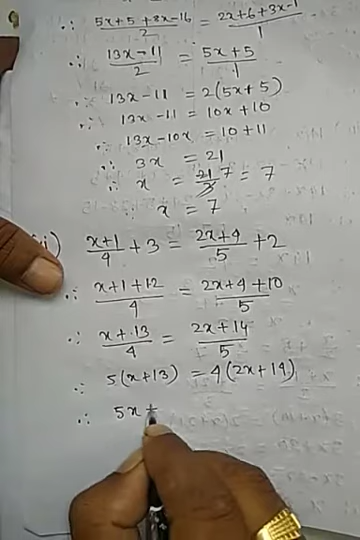 ∴ (5x+5+8x-16)/2 = (2x+6+3x-1)/1
∴ (13x-11)/2 = (5x+5)/1
∴ 13x-11 = 2(5x+5)
∴ 13x-11 = 10x+10
∴ 13x-10x = 10+11
∴ 3x = 21
∴ x = 21/3 7 = 7
∴ x = 7
i) (x+1)/4 + 3 = (2x+4)/5 + 2
∴ (x+1+12)/4 = (2x+4+10)/5
∴ (x+13)/4 = (2x+14)/5
∴ 5(x+13) = 4(2x+14)
∴ 5x +